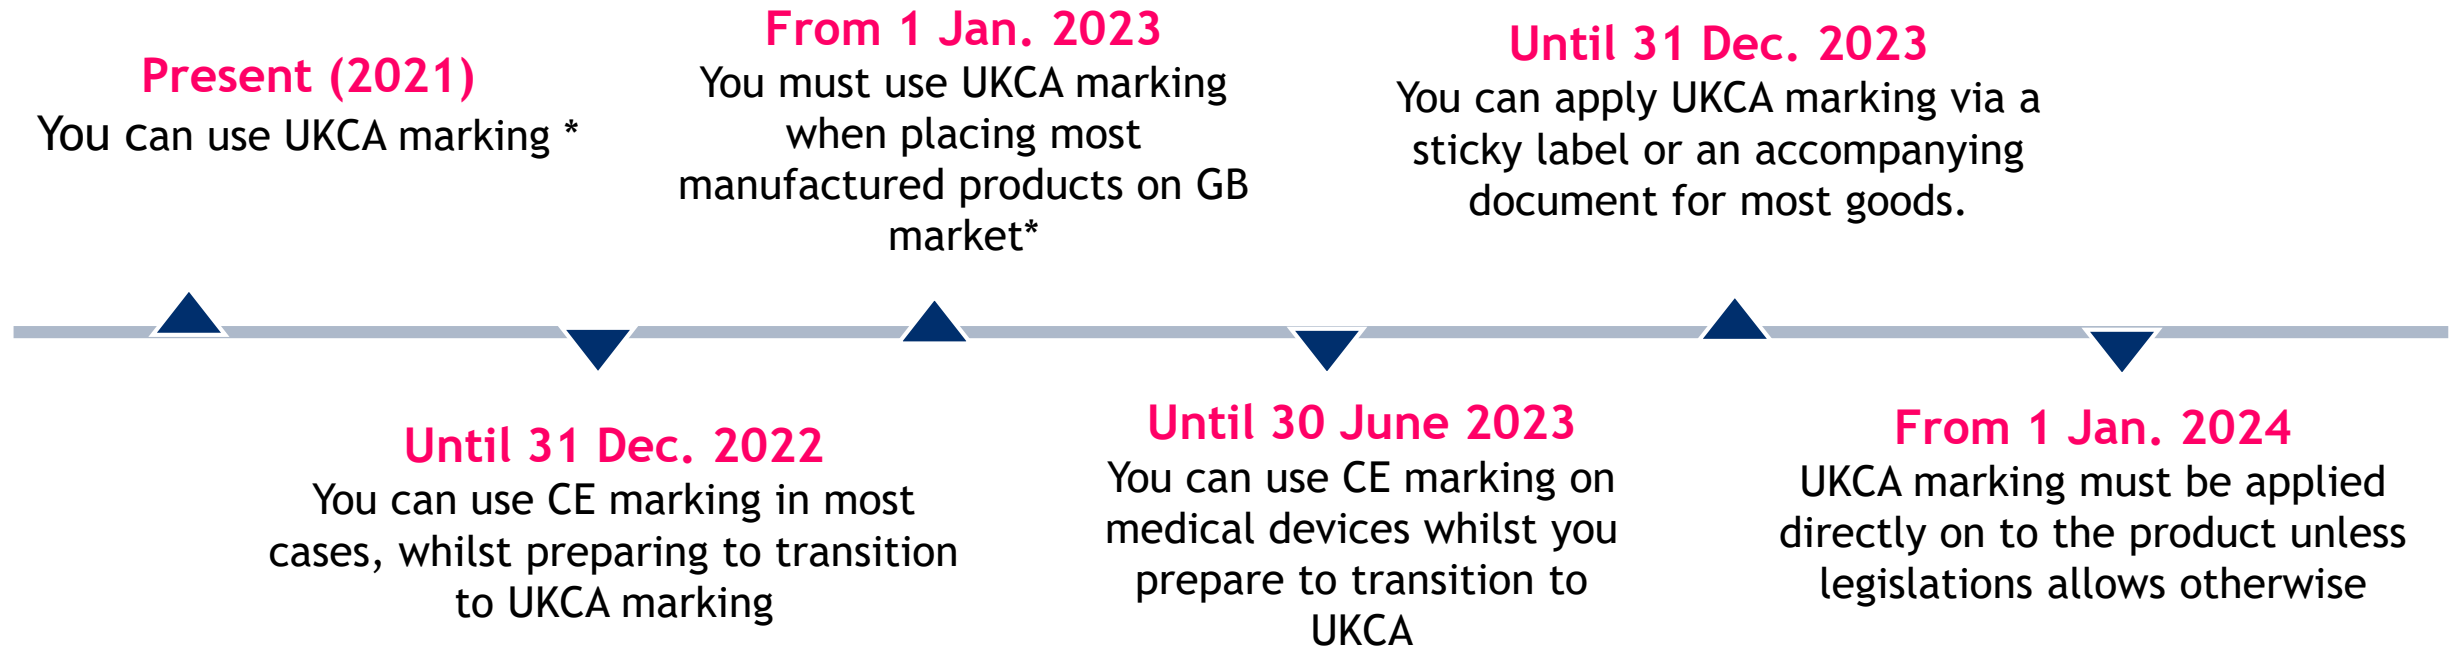 Present (2021)
You can use UKCA marking *
Until 31 Dec. 2022
You can use CE marking in most
cases, whilst preparing to transition
to UKCA marking
From 1 Jan. 2023
You must use UKCA marking
when placing most
manufactured products on GB
market*
Until 30 June 2023
You can use CE marking on
medical devices whilst you
prepare to transition to
UKCA
Until 31 Dec. 2023
You can apply UKCA marking via a
sticky label or an accompanying
document for most goods.
From 1 Jan. 2024
UKCA marking must be applied
directly on to the product unless
legislations allows otherwise